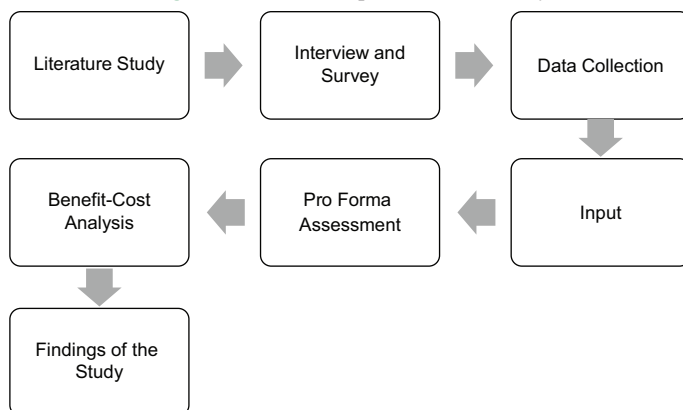 Literature Study
Interview and
Survey
Data Collection
Input
Pro Forma
Assessment
Benefit-Cost
Analysis
Findings of the
Study